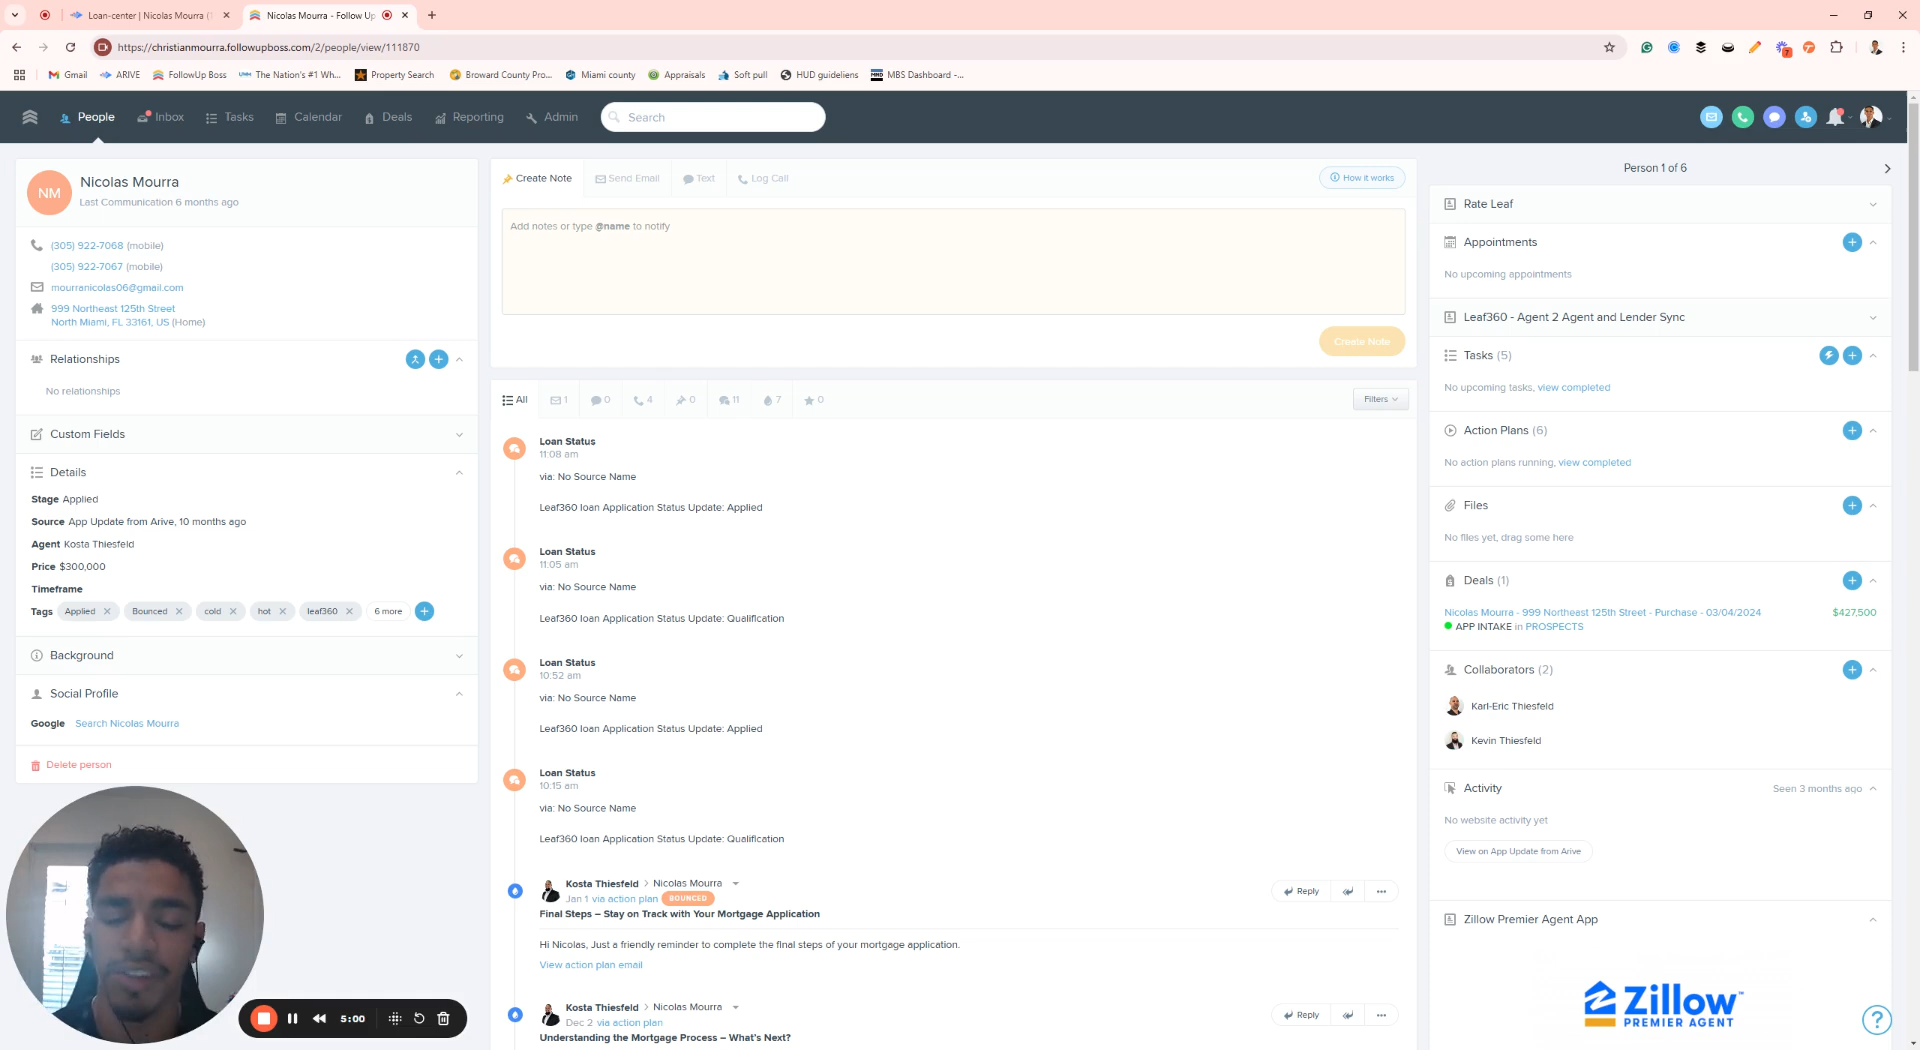 Loan-center | Nicolas Mourra (
Nicolas Mourra - Follow Up
https://christianmourra.followupboss.com/2/people/view/111870
7
Gmail
ARIVE
FollowUp Boss
The Nation's #1 Wh...
Property Search
Broward County Pro...
Miami county
Appraisals
Soft pull
HUD guideliens
MBS Dashboard -...
People
Inbox
Tasks
Calendar
Deals
Reporting
Admin
Search
NM
Nicolas Mourra
Last Communication 6 months ago
(305) 922-7068 (mobile)
(305) 922-7067 (mobile)
mourranicolas06@gmail.com
999 Northeast 125th Street
North Miami, FL 33161, US (Home)
Relationships
No relationships
Custom Fields
Details
Stage Applied
Source App Update from Arive, 10 months ago
Agent Kosta Thiesfeld
Price $300,000
Timeframe
Tags Applied Bounced cold hot leaf360 6 more
Background
Social Profile
Google Search Nicolas Mourra
Delete person
5:00
Create Note
Send Email
Text
Log Call
How it works
Add notes or type @name to notify
Create Note
All
1
0
4
0
11
7
0
Filters
Loan Status
11:08 am
via: No Source Name
Leaf360 loan Application Status Update: Applied
Loan Status
11:05 am
via: No Source Name
Leaf360 loan Application Status Update: Qualification
Loan Status
10:52 am
via: No Source Name
Leaf360 loan Application Status Update: Applied
Loan Status
10:15 am
via: No Source Name
Leaf360 loan Application Status Update: Qualification
Kosta Thiesfeld > Nicolas Mourra
Jan 1 via action plan BOUNCED
Reply
Final Steps – Stay on Track with Your Mortgage Application
Hi Nicolas, Just a friendly reminder to complete the final steps of your mortgage application.
View action plan email
Kosta Thiesfeld > Nicolas Mourra
Dec 2 via action plan
Reply
Understanding the Mortgage Process – What's Next?
Person 1 of 6
Rate Leaf
Appointments
No upcoming appointments
Leaf360 - Agent 2 Agent and Lender Sync
Tasks (5)
No upcoming tasks, view completed
Action Plans (6)
No action plans running, view completed
Files
No files yet, drag some here
Deals (1)
Nicolas Mourra - 999 Northeast 125th Street - Purchase - 03/04/2024 $427,500
APP INTAKE in PROSPECTS
Collaborators (2)
Karl-Eric Thiesfeld
Kevin Thiesfeld
Activity
Seen 3 months ago
No website activity yet
View on App Update from Arive
Zillow Premier Agent App
Zillow™
PREMIER AGENT
?